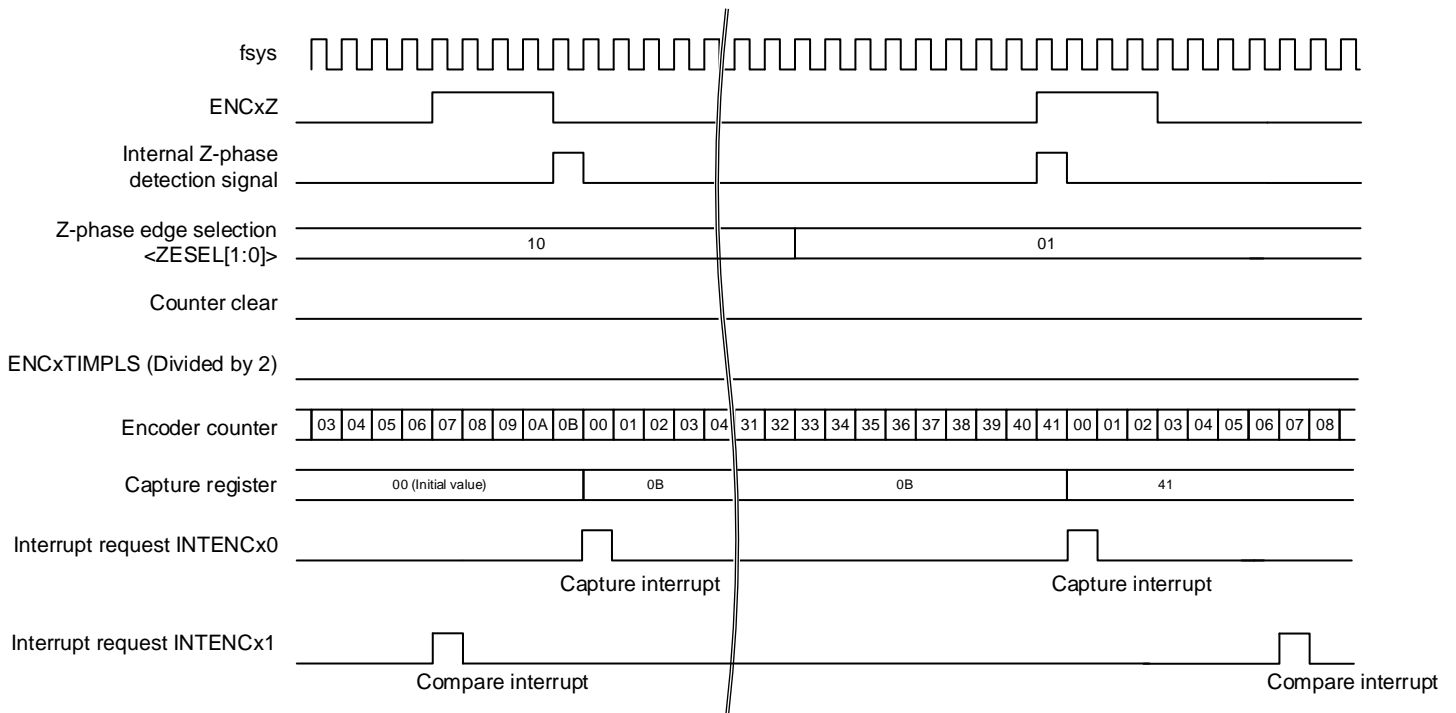 fsys
ENCxZ
Internal Z-phase
detection signal
Z-phase edge selection
<ZESEL[1:0]>
10 01
Counter clear
ENCxTIMPLS (Divided by 2)
Encoder counter 03 04 05 06 07 08 09 0A 0B 00 01 02 03 04 31 32 33 34 35 36 37 38 39 40 41 00 01 02 03 04 05 06 07 08
Capture register 00 (Initial value) 0B 0B 41
Interrupt request INTENCx0
Capture interrupt Capture interrupt
Interrupt request INTENCx1
Compare interrupt Compare interrupt